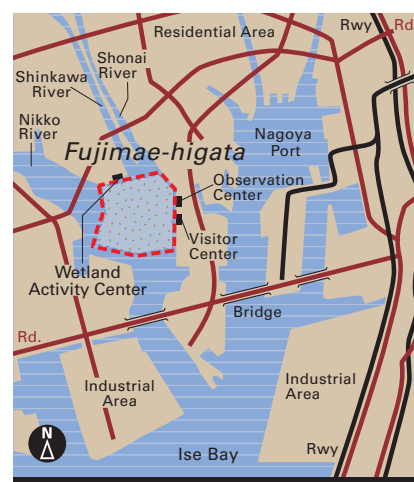 Rwy
Rd.
Residential Area
Shonai
River
Shinkawa
River
Nikko
River
Nagoya
Port
Fujimae-higata
Observation
Center
Visitor
Center
Wetland
Activity Center
Bridge
Rd.
Industrial
Area
Industrial
Area
N
Ise Bay
Rwy